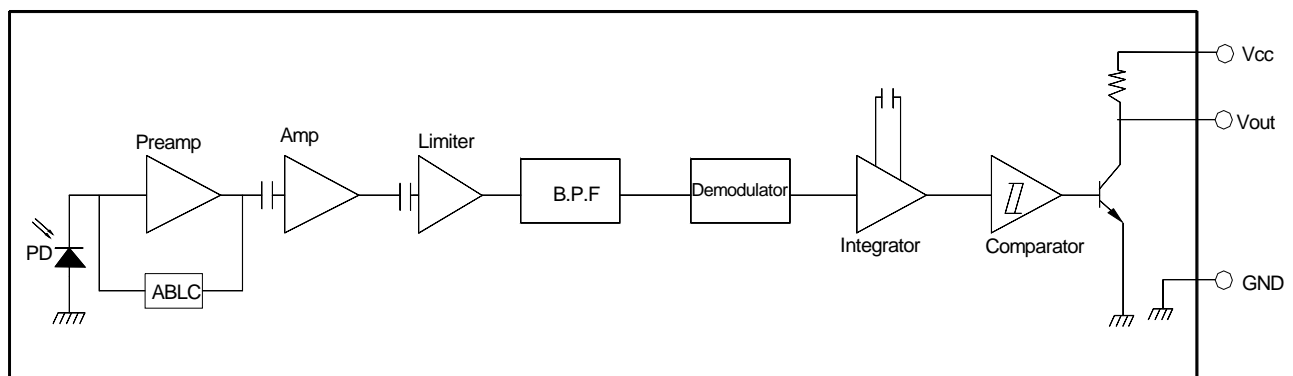 Vcc
Vout
Preamp
Amp
Limiter
B.P.F
Demodulator
Integrator
Comparator
PD
ABLC
GND